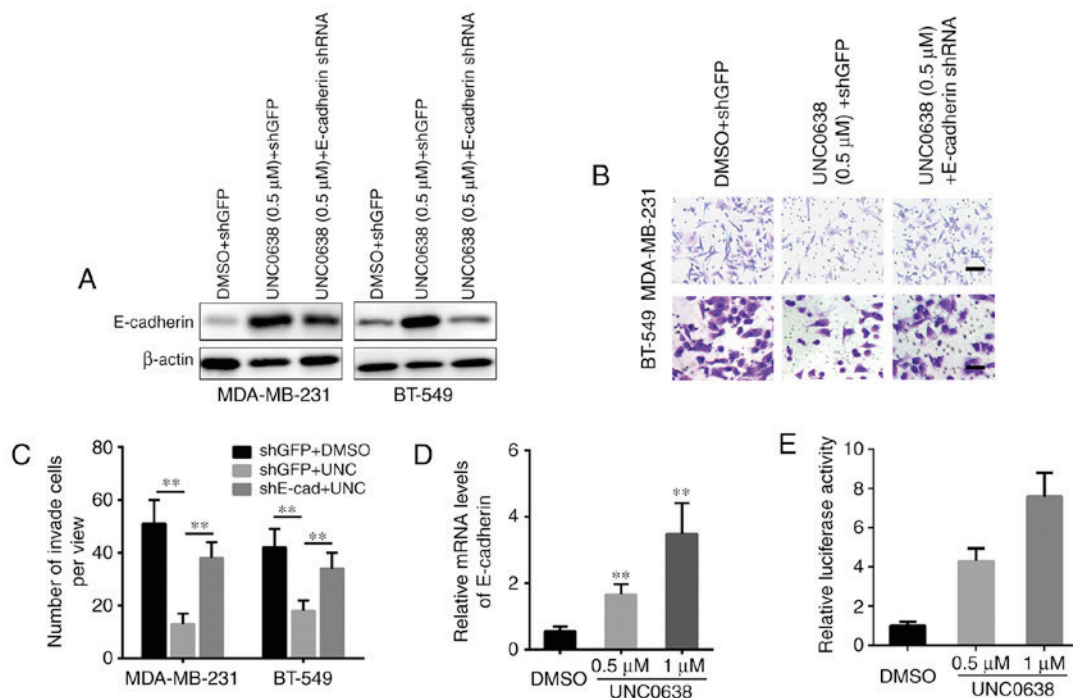 A
DMSO+shGFP
UNC0638 (0.5 μM)+shGFP
UNC0638 (0.5 μM)+E-cadherin shRNA
DMSO+shGFP
UNC0638 (0.5 μM)+shGFP
UNC0638 (0.5 μM)+E-cadherin shRNA
E-cadherin
β-actin
MDA-MB-231
BT-549
B
DMSO+shGFP
UNC0638
(0.5 μM) +shGFP
UNC0638 (0.5 μM)
+E-cadherin shRNA
MDA-MB-231
BT-549
C
Number of invade cells
per view
80
60
40
20
0
shGFP+DMSO
shGFP+UNC
shE-cad+UNC
**
**
**
**
MDA-MB-231
BT-549
D
Relative mRNA levels
of E-cadherin
6
4
2
0
**
**
DMSO
0.5 μM
1 μM
UNC0638
E
Relative luciferase activity
10
8
6
4
2
0
DMSO
0.5 μM
1 μM
UNC0638